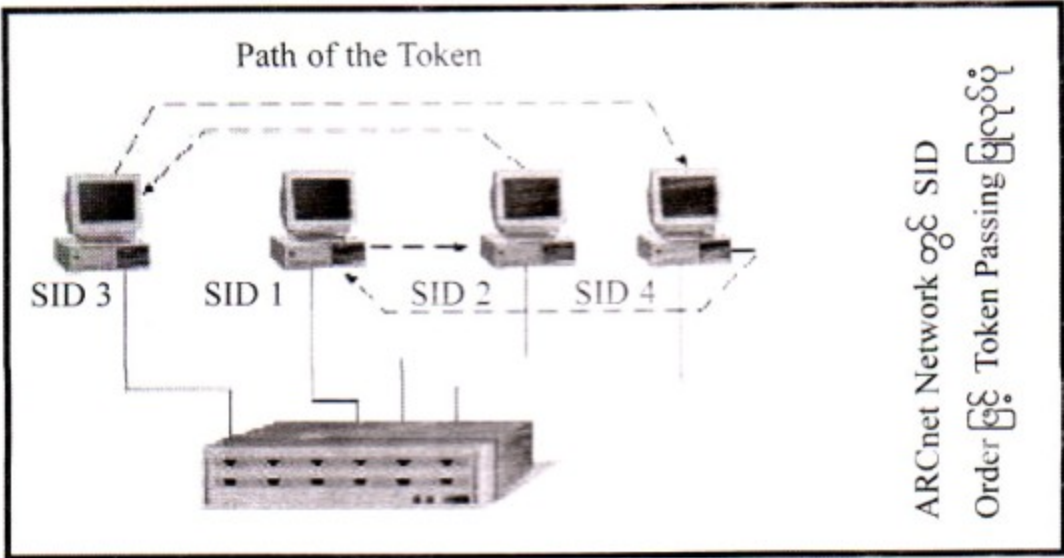 Path of the Token
SID 3
SID 1
SID 2
SID 4
ARCnet Network တွင် SID
Order ဖြင့် Token Passing ပြုလုပ်ပုံ